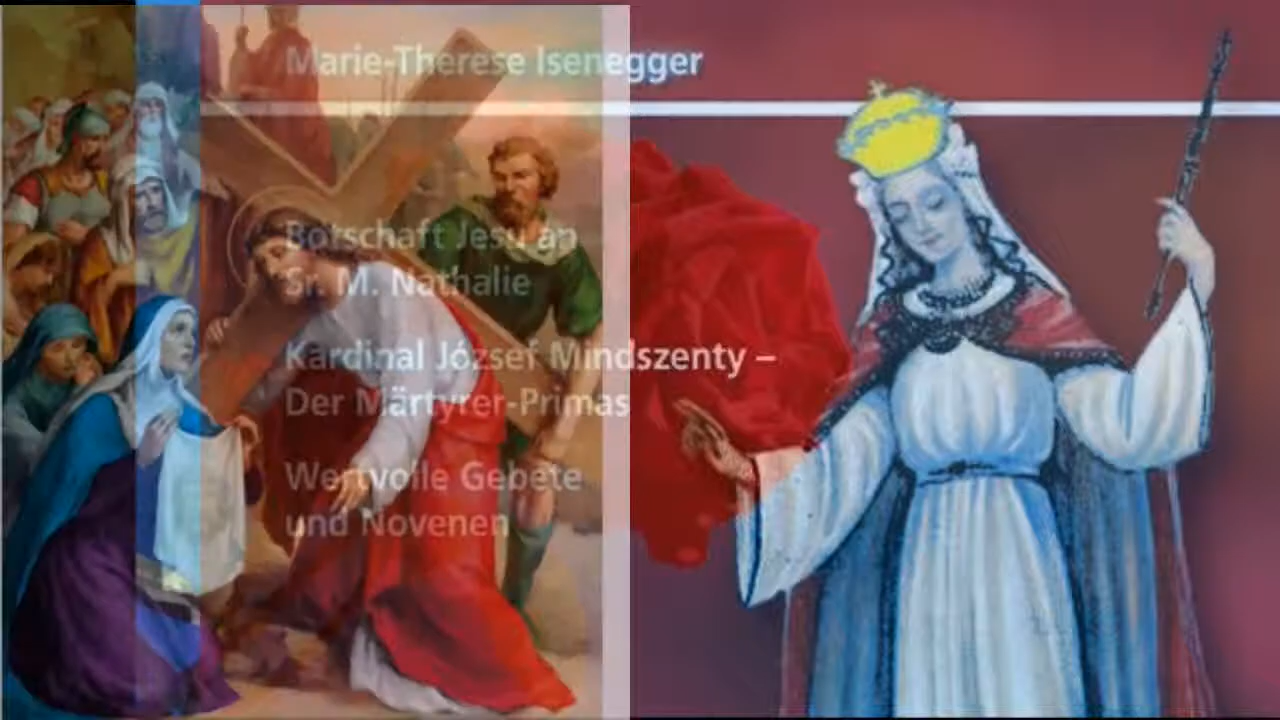 Marie-Therese Isenegger
Botschaft Jesu an
Sr. M. Nathalie
Kardinal József Mindszenty –
Der Märtyrer-Primas
Wertvolle Gebete
und Novenen